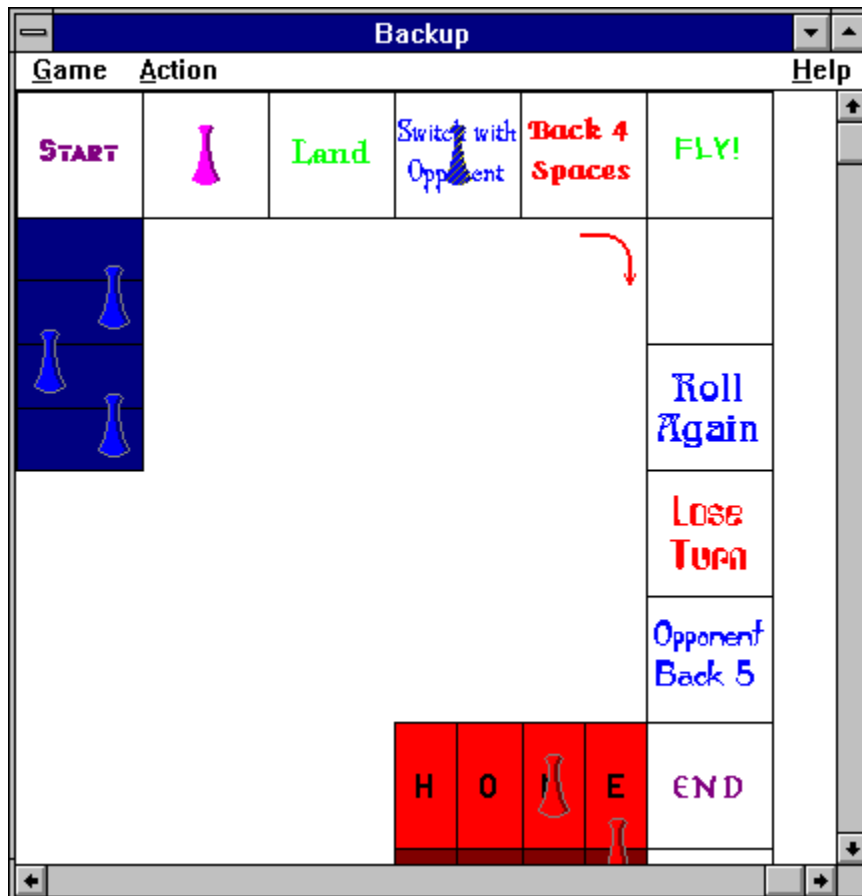 Backup
Game Action Help
START
Land
Switch with
Opponent
Back 4
Spaces
FLY!
Roll
Again
Lose
Turn
Opponent
Back 5
HOME
END